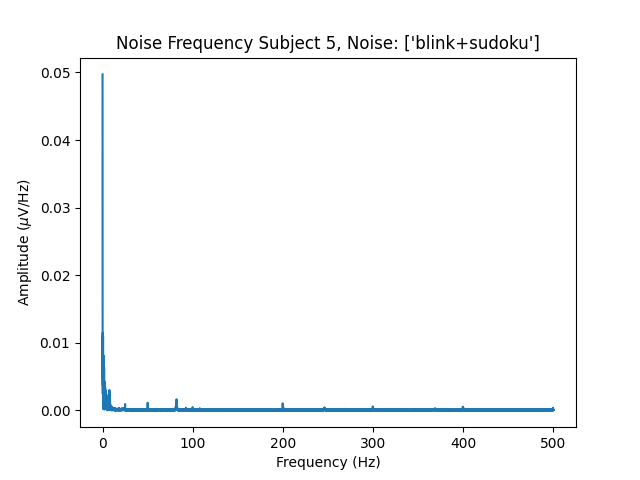 Noise Frequency Subject 5, Noise: ['blink+sudoku']
0.05
0.04
0.03
0.02
0.01
0.00
Amplitude (μV/Hz)
0 100 200 300 400 500
Frequency (Hz)